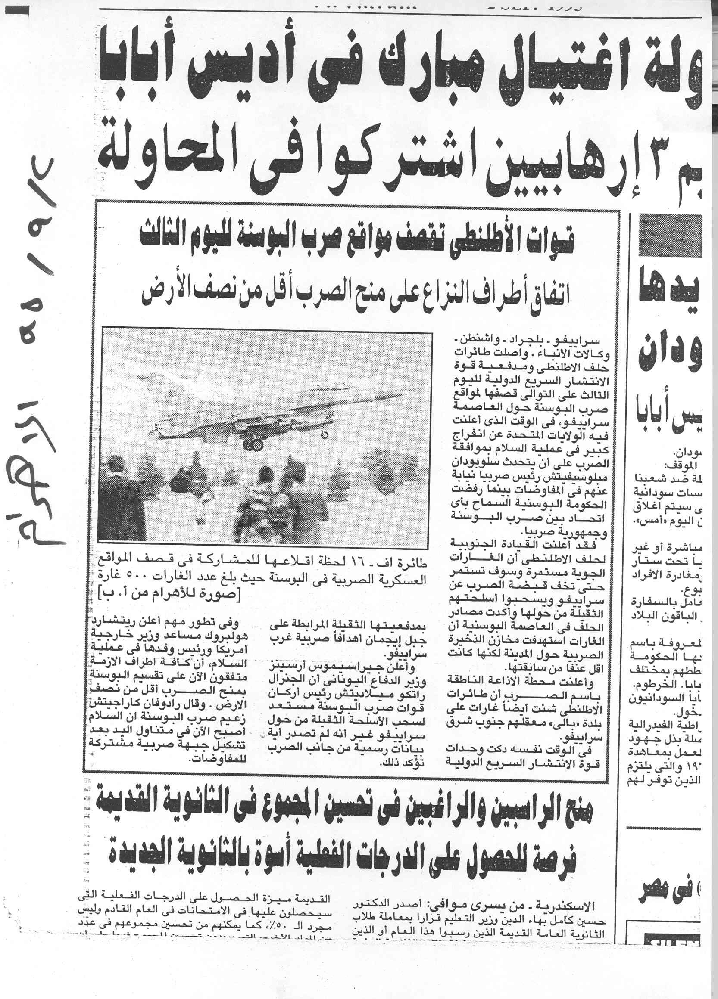 2 SEP. 1995
ولة اغتيال مبارك فى أديس أبابا
بم ٣ إرهابيين اشتركوا فى المحاولة
قوات الأطلنطى تقصف مواقع صرب البوسنة لليوم الثالث
اتفاق أطراف النزاع على منح الصرب أقل من نصف الأرض
سراييفو ـ بلجراد ـ واشنطن ـ
وكالات الأنباء ـ واصلت طائرات
حلف الاطلنطى ومدفعية قوة
الانتشار السريع الدولية لليوم
الثالث على التوالى قصفها لمواقع
صرب البوسنة حول العاصمة
سراييفو، فى الوقت الذى أعلنت
فيه الولايات المتحدة عن انفراج
كبير فى عملية السلام بموافقة
الصرب على أن يتحدث سلوبودان
ميلوسيفيتش رئيس صربيا نيابة
عنهم فى المفاوضات بينما رفضت
الحكومة البوسنية السماح بأى
اتحاد بين صرب البوسنة
وجمهورية صربيا.
فقد أعلنت القيادة الجنوبية
لحلف الاطلنطى أن الغارات
الجوية مستمرة وسوف تستمر
حتى تخف قبضة الصرب عن
سراييفو ويسحبوا أسلحتهم
الثقيلة من حولها وأكدت مصادر
الحلف فى العاصمة البوسنية أن
الغارات استهدفت مخازن الذخيرة
الصربية حول المدينة لكنها كانت
اقل عنفا من سابقتها.
وأعلنت محطة الاذاعة الناطقة
باسم الصرب أن طائرات
الاطلنطى شنت أيضاً غارات على
بلدة «بالى» معقلهم جنوب شرق
سراييفو.
فى الوقت نفسه دكت وحدات
قوة الانتشار السريع الدولية
طائرة اف ـ ١٦ لحظة اقلاعها للمشاركة فى قصف المواقع
العسكرية الصربية فى البوسنة حيث بلغ عدد الغارات ٥٠٠ غارة
[صورة للأهرام من أ. ب]
بمدفعيتها الثقيلة المرابطة على
جبل إيجمان أهدافاً صربية غرب
سراييفو.
وأعلن جيراسيموس أرسينز
وزير الدفاع اليونانى أن الجنرال
راتكو ميلاديتش رئيس أركان
قوات صرب البوسنة مستعد
لسحب الأسلحة الثقيلة من حول
سراييفو غير أنه لم تصدر أية
بيانات رسمية من جانب الصرب
تؤكد ذلك.
وفى تطور مهم أعلن ريتشارد
هولبروك مساعد وزير خارجية
أمريكا ورئيس وفدها فى عملية
السلام، أن كافة اطراف الازمة
متفقون الآن على تقسيم البوسنة
بمنح الصرب أقل من نصف
الارض . وقال رادوفان كاراجيتش
زعيم صرب البوسنة ان السلام
أصبح الآن فى متناول اليد بعد
تشكيل جبهة صربية مشتركة
للمفاوضات.
منح الراسبين والراغبين فى تحسين المجموع فى الثانوية القديمة
فرصة للحصول على الدرجات الفعلية أسوة بالثانوية الجديدة
الاسكندرية ـ من يسرى موافى: أصدر الدكتور
حسين كامل بهاء الدين وزير التعليم قرارا بمعاملة طلاب
الثانوية العامة القديمة الذين رسبوا هذا العام أو الذين
القديمة ميزة الحصول على الدرجات الفعلية التى
سيحصلون عليها فى الامتحانات فى العام القادم وليس
مجرد الـ ٥٠٪، كما يمكنهم من تحسين مجموعهم فى عدد
يدها
ودان
يس أبابا
سودان.
الموقف:
لة ضد شعبنا
سسات سودانية
ى سيتم اغلاق
ن اليوم «أمس».
مباشرة أو غير
يا تحت ستار
مغادرة الافراد
بوع.
عامل بالسفارة
الباقون البلاد
لمعروفة باسم
نها الحكومة
ططهم بمختلف
بابا. الخرطوم.
ايا السودانيون
خول.
راطية الفيدرالية
صلة بذل جهود
لعمل بمعاهدة
١٩٠ والتى يلتزم
الذين توفر لهم
فى مصر
الاهرام ٩٥/٩/٢